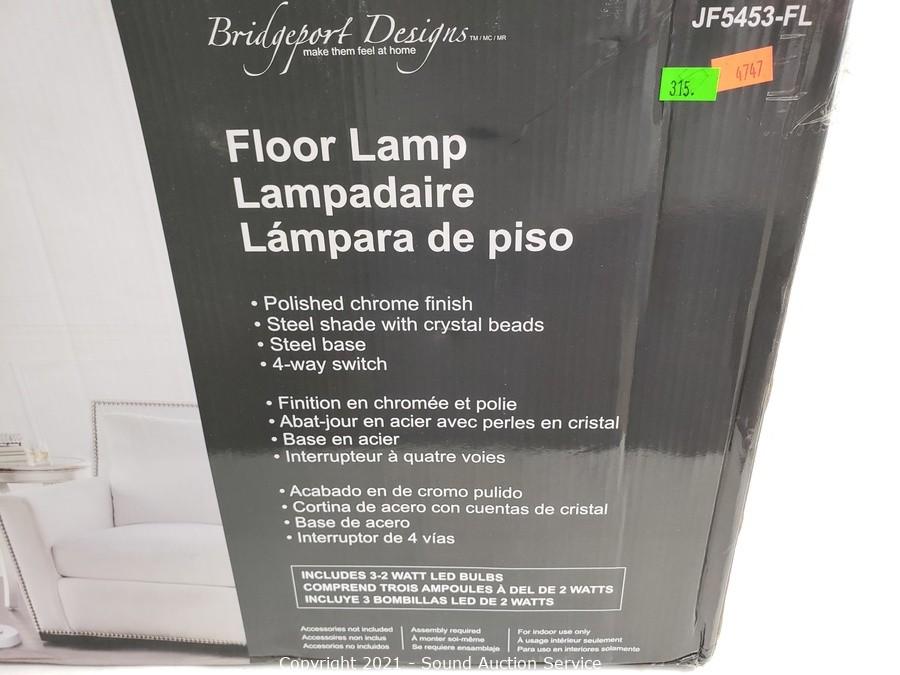 Bridgeport Designs TM / MC / MR
make them feel at home
JF5453-FL
315.
4747
Floor Lamp
Lampadaire
Lámpara de piso
• Polished chrome finish
• Steel shade with crystal beads
• Steel base
• 4-way switch
• Finition en chromée et polie
• Abat-jour en acier avec perles en cristal
• Base en acier
• Interrupteur à quatre voies
• Acabado en de cromo pulido
• Cortina de acero con cuentas de cristal
• Base de acero
• Interruptor de 4 vías
INCLUDES 3-2 WATT LED BULBS
COMPREND TROIS AMPOULES À DEL DE 2 WATTS
INCLUYE 3 BOMBILLAS LED DE 2 WATTS
Accessories not included
Accessoires non inclus
Accesorios no incluidos
Assembly required
À monter soi-même
Se requiere ensamblaje
For indoor use only
À usage intérieur seulement
Para uso en interiores solamente
Copyright 2021 - Sound Auction Service